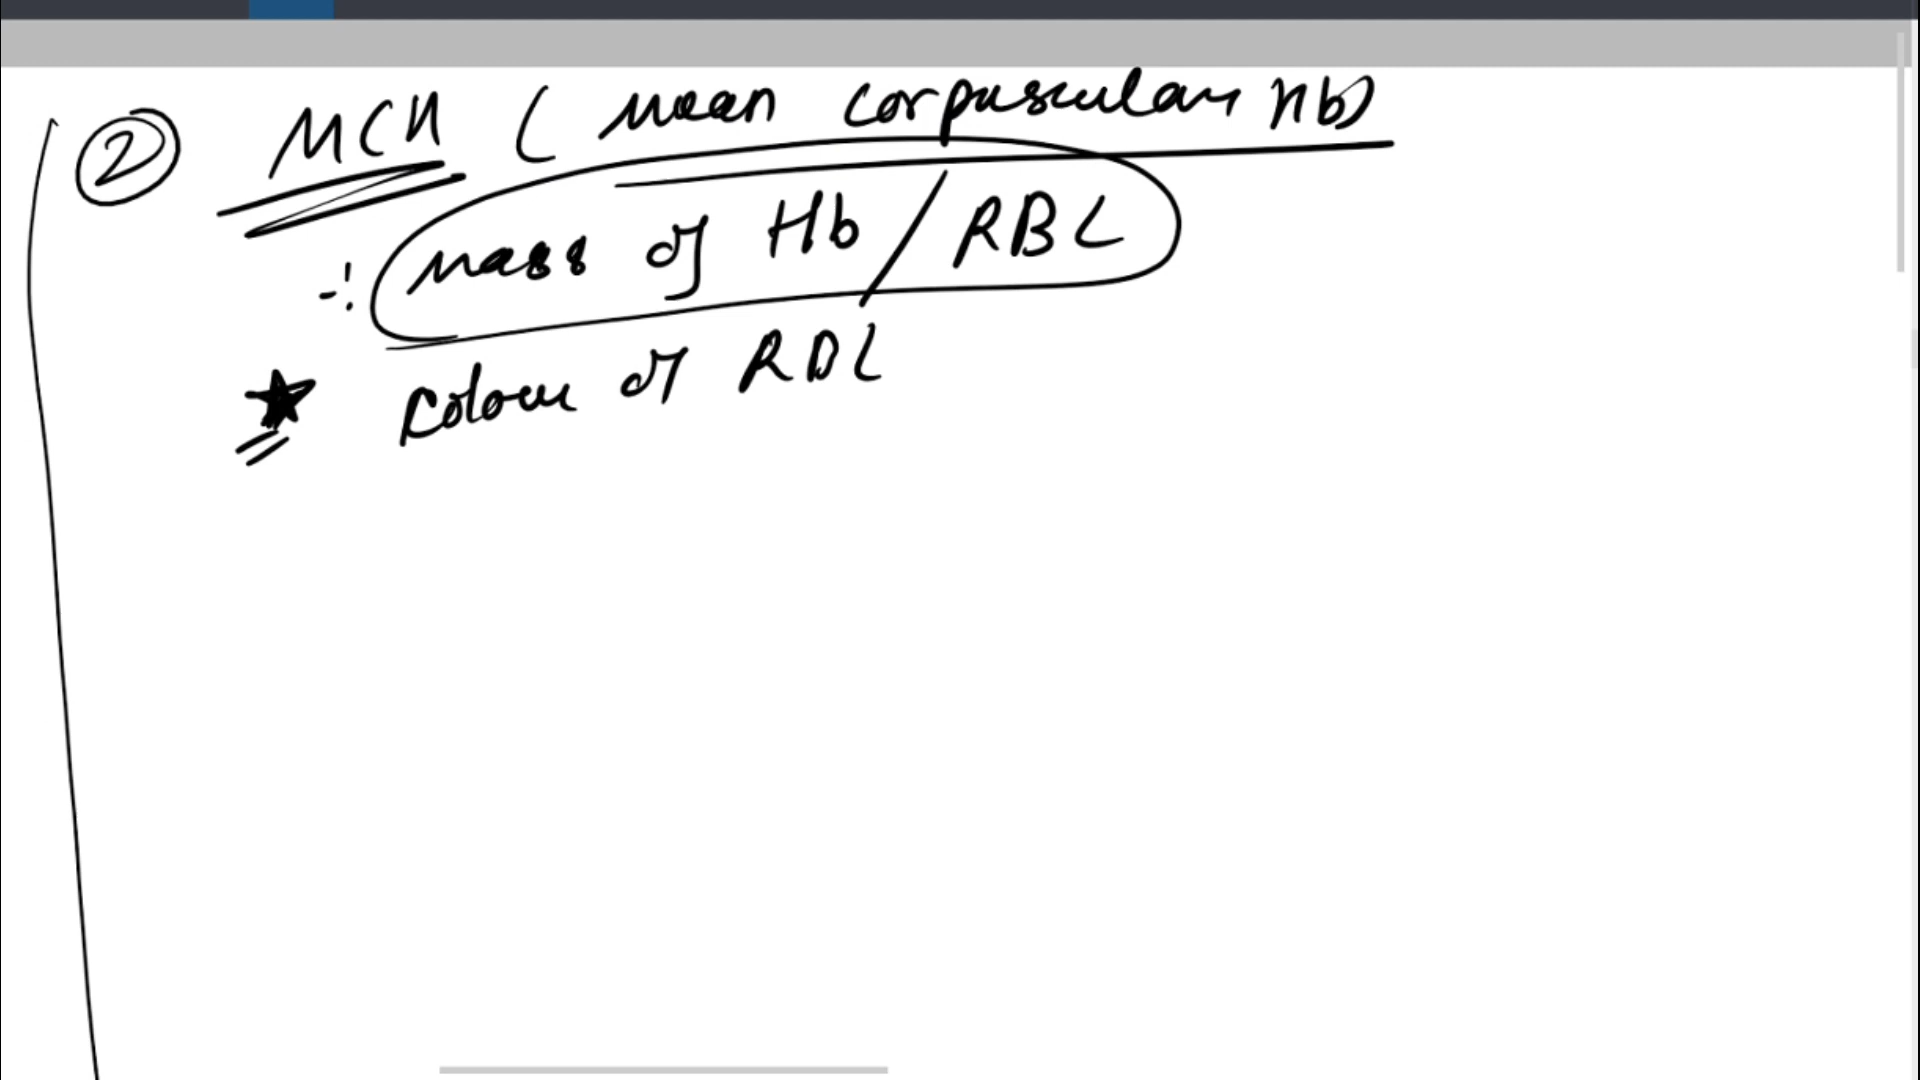 ② MCH (Mean corpuscular Hb)
-: Mass of Hb / RBC
★ Colour of RBC